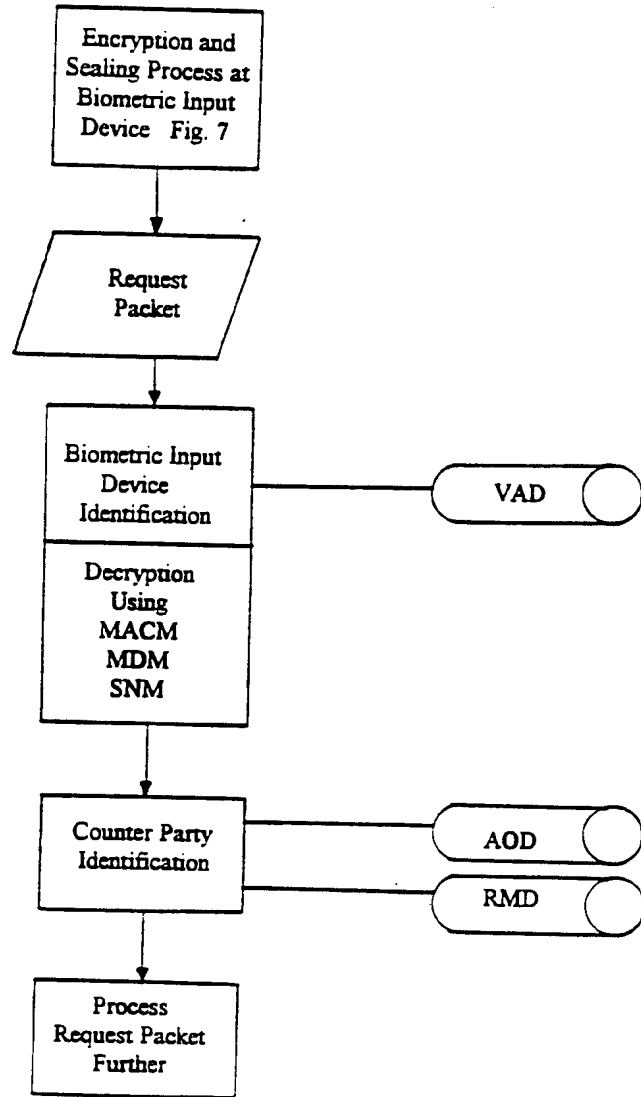 Encryption and
Sealing Process at
Biometric Input
Device Fig. 7
Request
Packet
Biometric Input
Device
Identification
VAD
Decryption
Using
MACM
MDM
SNM
Counter Party
Identification
AOD
RMD
Process
Request Packet
Further